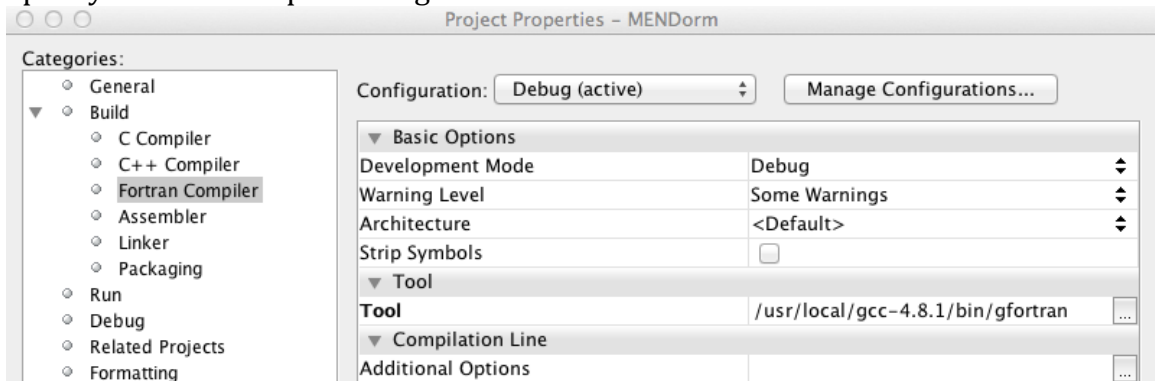 Project Properties – MENDorm
Categories:
General
Build
C Compiler
C++ Compiler
Fortran Compiler
Assembler
Linker
Packaging
Run
Debug
Related Projects
Formatting
Configuration: Debug (active) Manage Configurations...
Basic Options
Development Mode Debug
Warning Level Some Warnings
Architecture <Default>
Strip Symbols
Tool
Tool /usr/local/gcc-4.8.1/bin/gfortran ...
Compilation Line
Additional Options ...